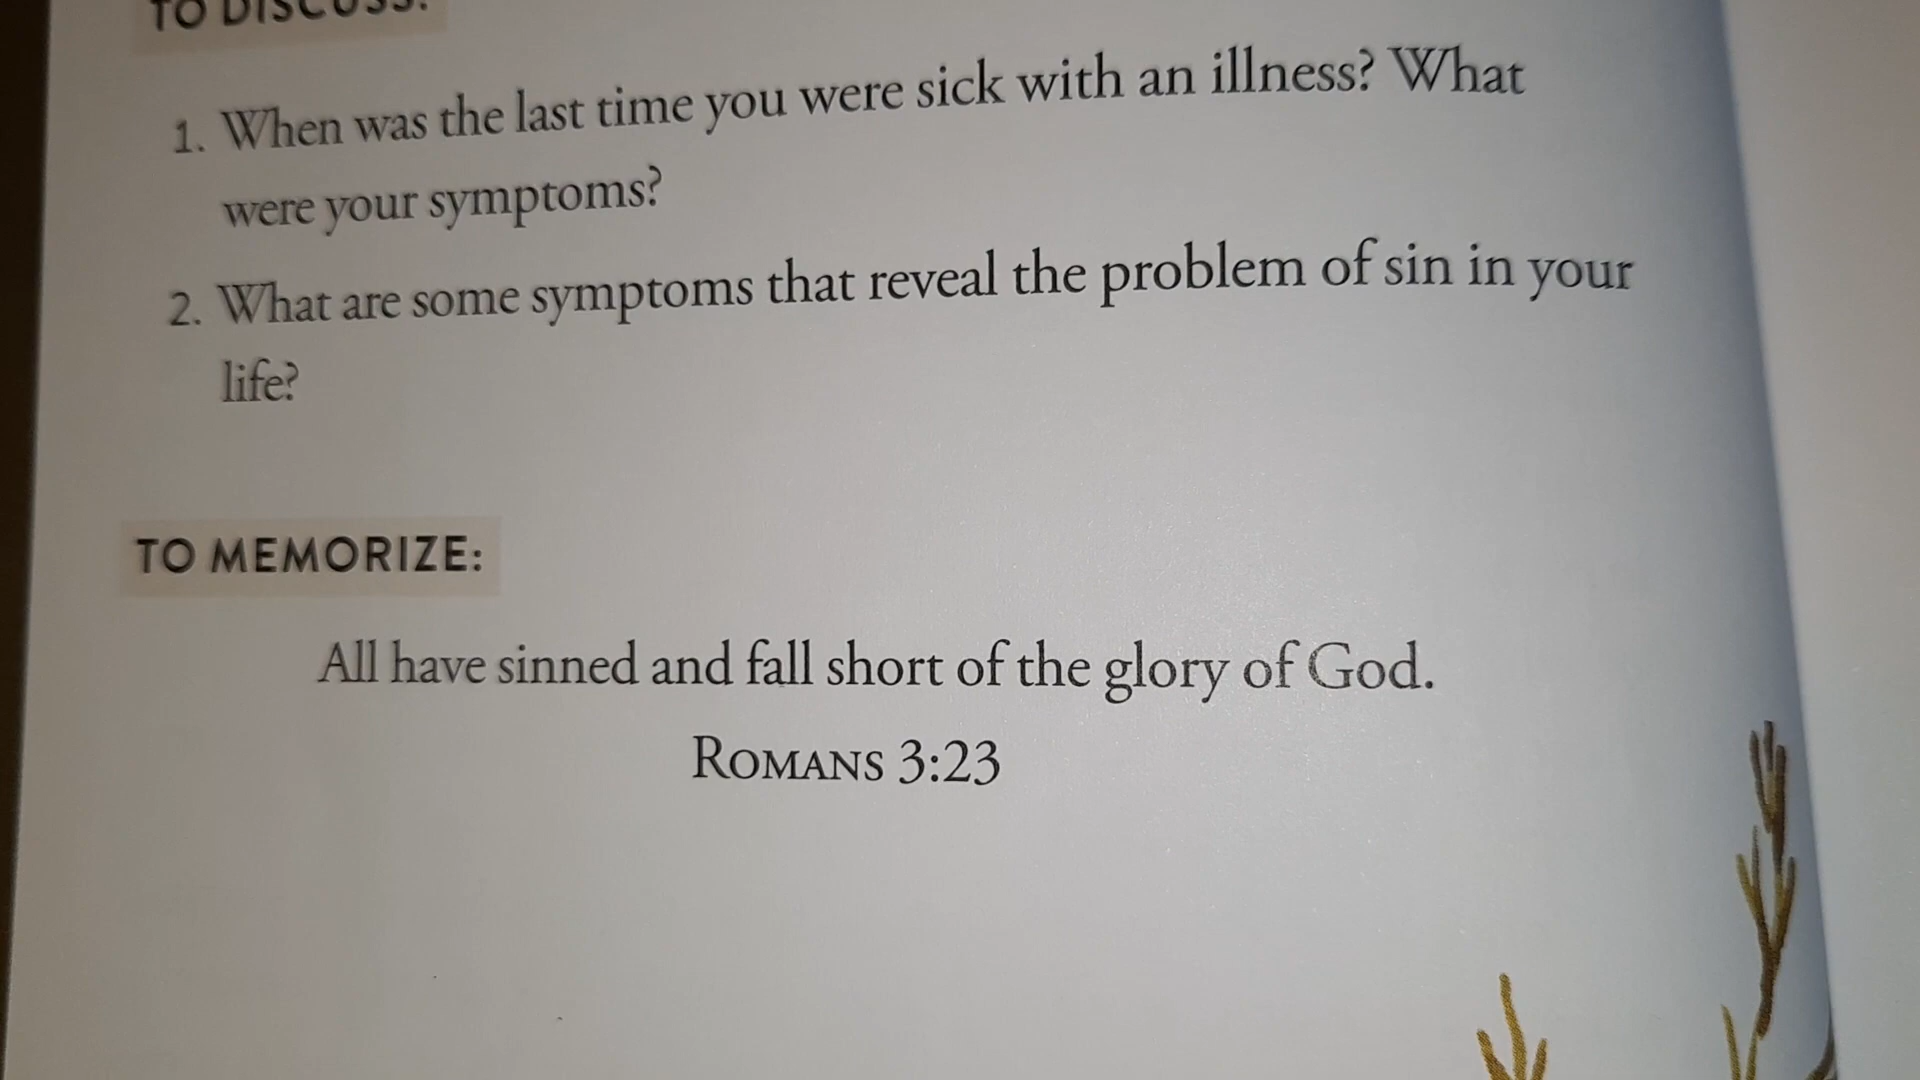 TO DISCUSS:
1. When was the last time you were sick with an illness? What
were your symptoms?
2. What are some symptoms that reveal the problem of sin in your
life?
TO MEMORIZE:
All have sinned and fall short of the glory of God.
ROMANS 3:23